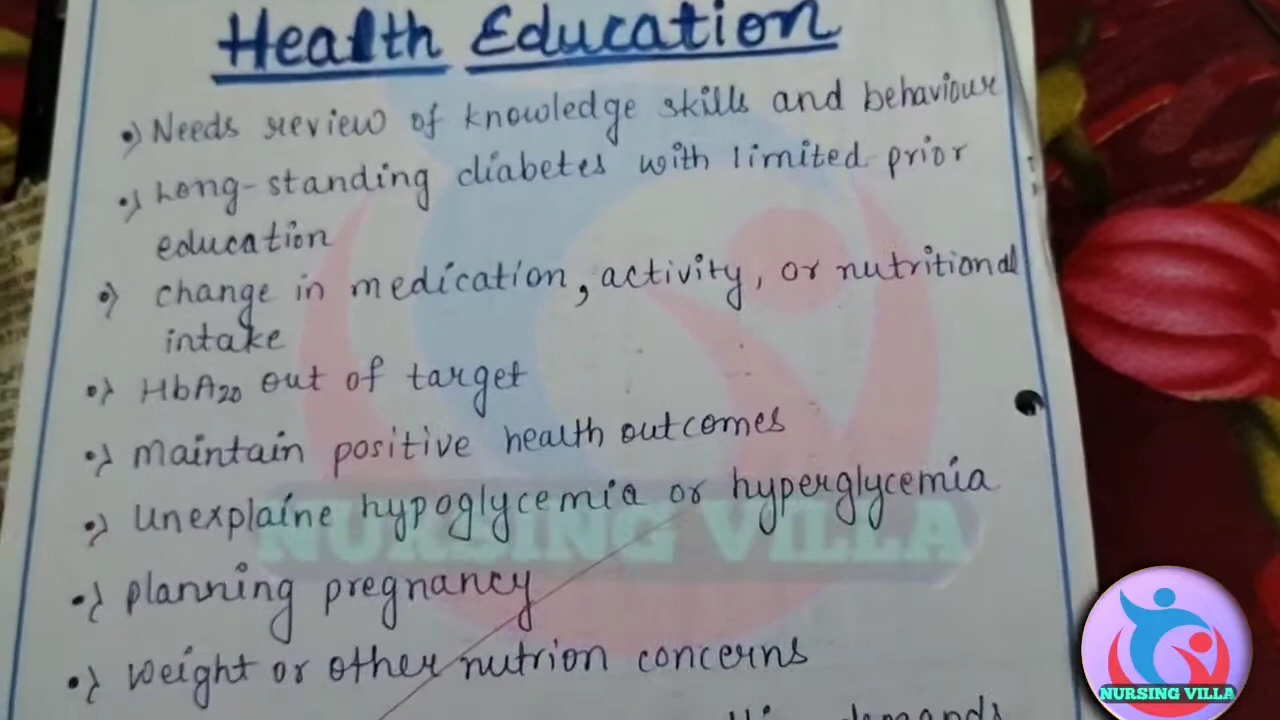 Health Education
•) Needs review of knowledge skills and behaviour
•) Long-standing diabetes with limited prior
education
•) change in medication, activity, or nutritional
intake
•) HbA20 out of target
•) maintain positive health outcomes
•) Unexplaine hypoglycemia or hyperglycemia
•) planning pregnancy
•) weight or other nutrion concerns
demands
NURSING VILLA
NURSING VILLA